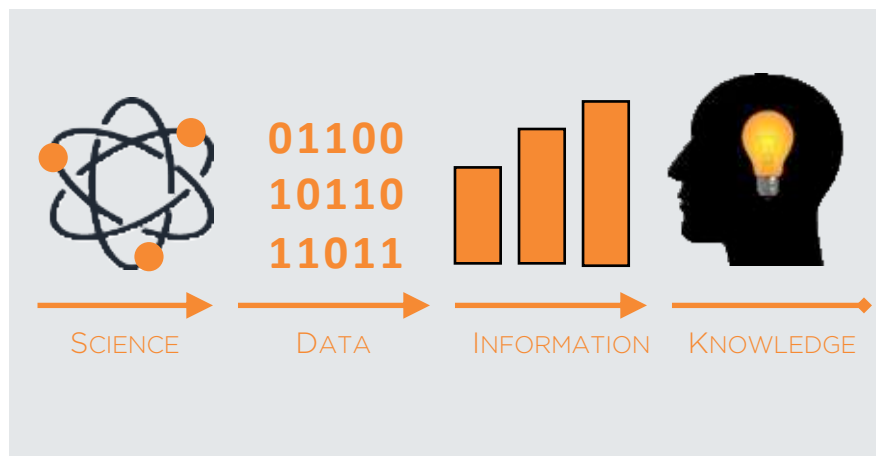 01100
10110
11011
SCIENCE
DATA
INFORMATION
KNOWLEDGE